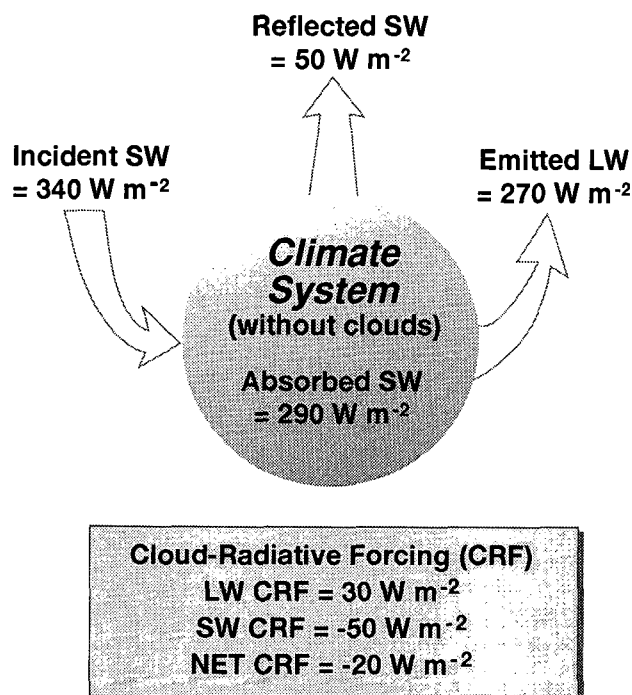 Reflected SW
= 50 W m⁻²
Incident SW
= 340 W m⁻²
Emitted LW
= 270 W m⁻²
Climate
System
(without clouds)
Absorbed SW
= 290 W m⁻²
Cloud-Radiative Forcing (CRF)
LW CRF = 30 W m⁻²
SW CRF = -50 W m⁻²
NET CRF = -20 W m⁻²